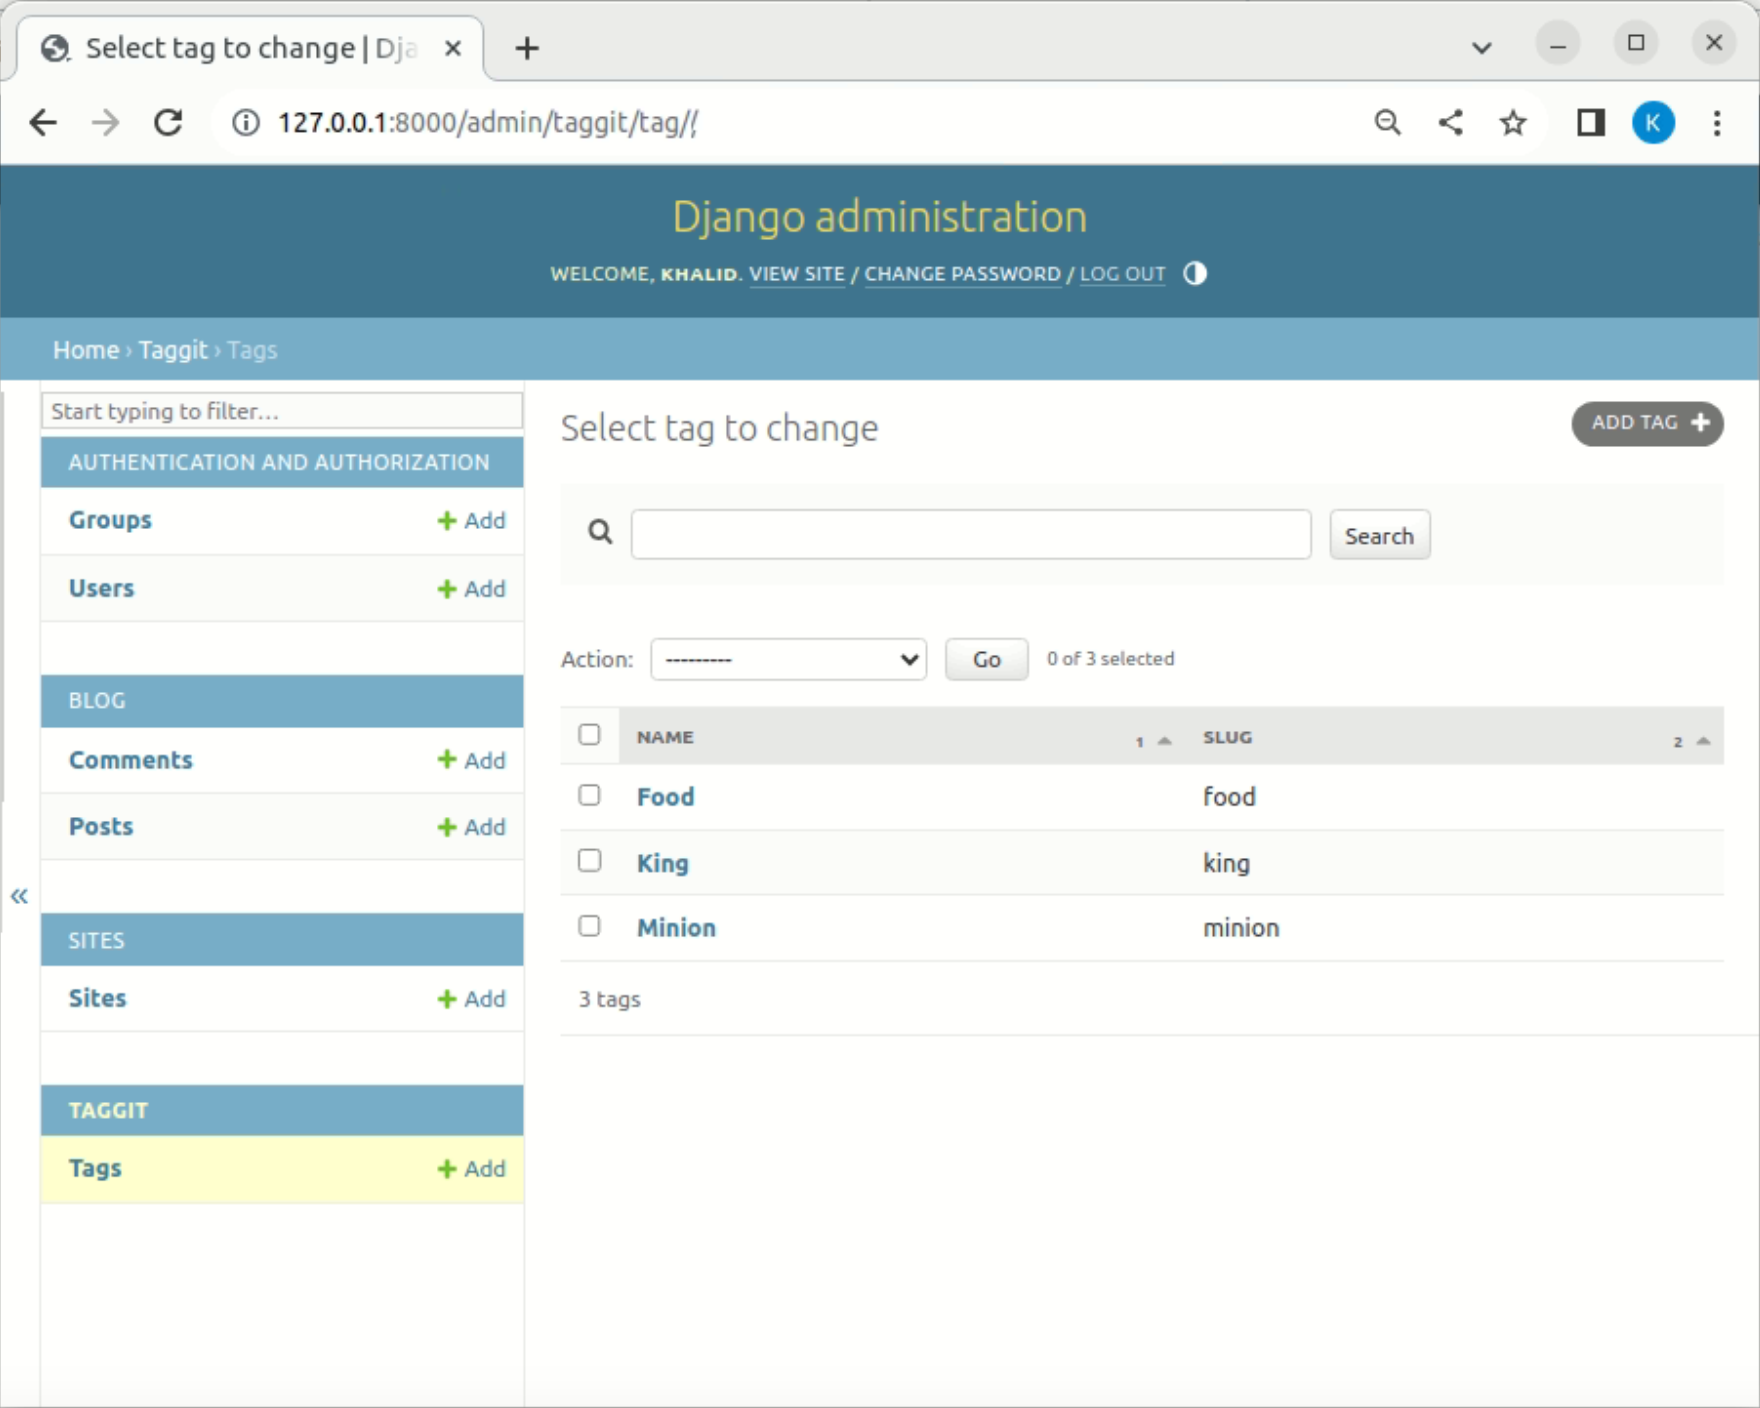 Select tag to change | Dja
127.0.0.1:8000/admin/taggit/tag//
K
Django administration
WELCOME, KHALID. VIEW SITE / CHANGE PASSWORD / LOG OUT
Home › Taggit › Tags
Start typing to filter...
AUTHENTICATION AND AUTHORIZATION
Groups + Add
Users + Add
BLOG
Comments + Add
Posts + Add
«
SITES
Sites + Add
TAGGIT
Tags + Add
Select tag to change
ADD TAG +
Search
Action: --------- Go 0 of 3 selected
NAME 1 SLUG 2
Food food
King king
Minion minion
3 tags